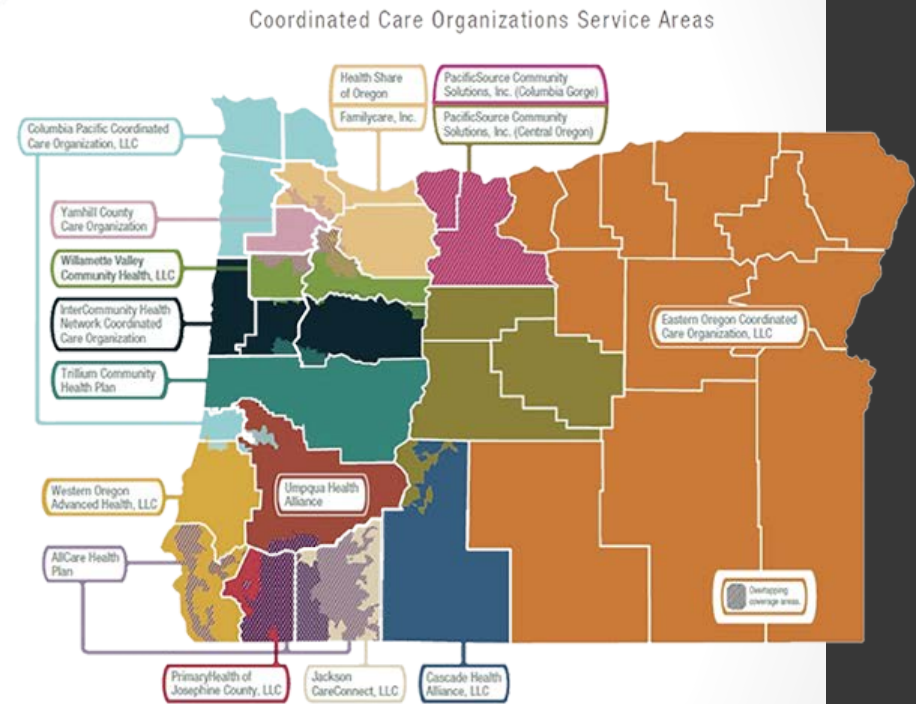 Coordinated Care Organizations Service Areas
Health Share
of Oregon
Familycare, Inc.
PacificSource Community
Solutions, Inc. (Columbia Gorge)
PacificSource Community
Solutions, Inc. (Central Oregon)
Columbia Pacific Coordinated
Care Organization, LLC
Yamhill County
Care Organization
Willamette Valley
Community Health, LLC
InterCommunity Health
Network Coordinated
Care Organization
Eastern Oregon Coordinated
Care Organization, LLC
Trillium Community
Health Plan
Western Oregon
Advanced Health, LLC
Umpqua Health
Alliance
AllCare Health
Plan
Overlapping
coverage areas.
PrimaryHealth of
Josephine County, LLC
Jackson
CareConnect, LLC
Cascade Health
Alliance, LLC